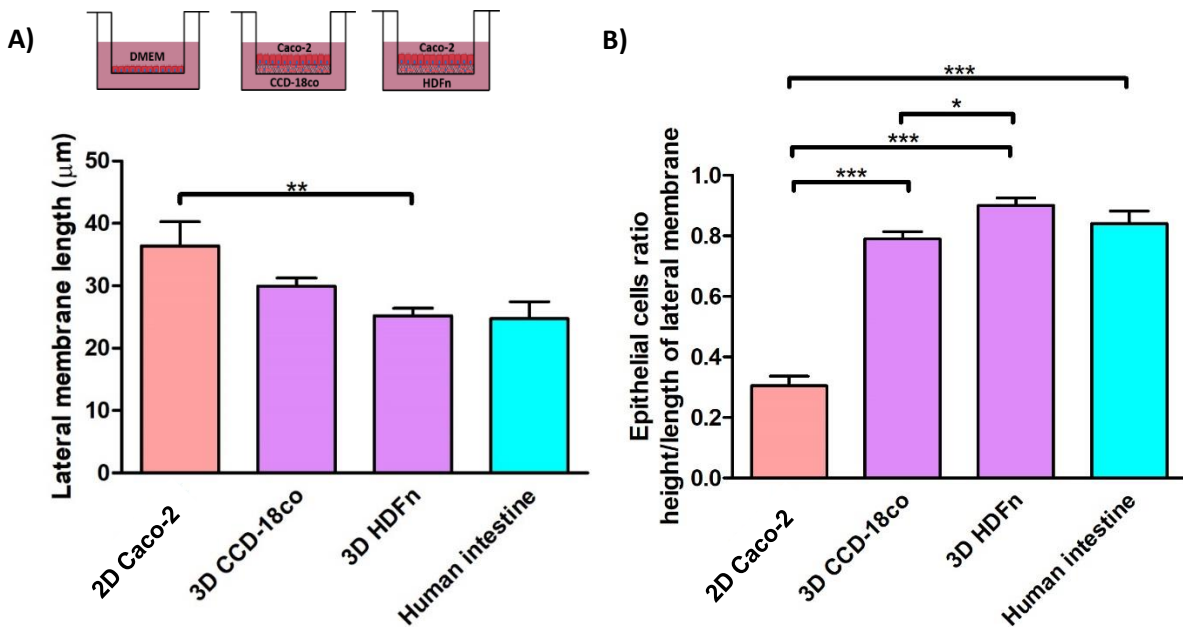 A)
DMEM
Caco-2
CCD-18co
Caco-2
HDFn
Lateral membrane length (μm)
50
40
30
20
10
0
**
2D Caco-2
3D CCD-18co
3D HDFn
Human intestine
B)
Epithelial cells ratio
height/length of lateral membrane
1.0
0.8
0.6
0.4
0.2
0.0
***
*
***
***
2D Caco-2
3D CCD-18co
3D HDFn
Human intestine